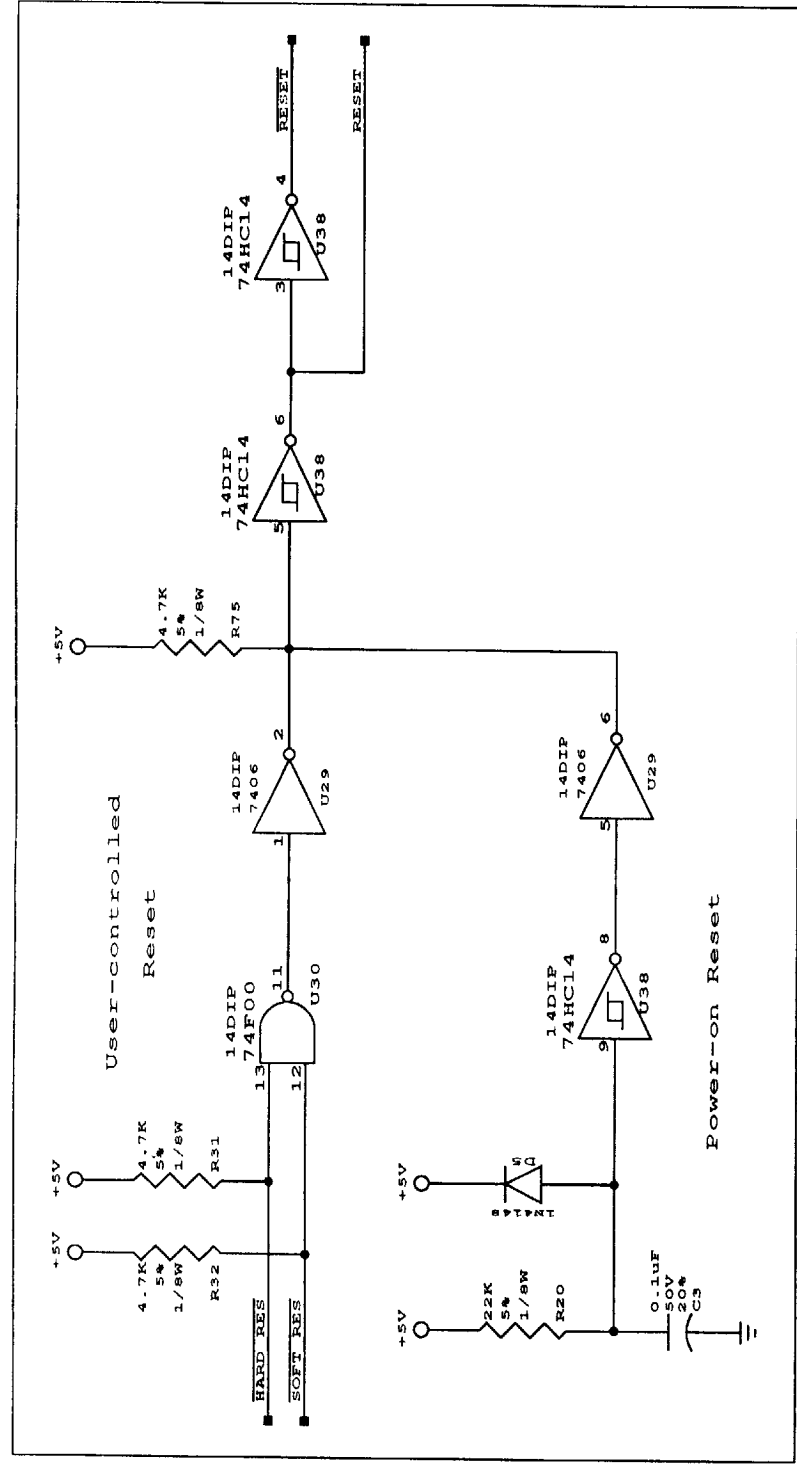 User-controlled
Reset
+5V
4.7K
5%
1/8W
R32
+5V
4.7K
5%
1/8W
R31
HARD RES
SOFT RES
14DIP
74F00
13
12
11
U30
14DIP
7406
1
2
U29
+5V
4.7K
5%
1/8W
R75
14DIP
74HC14
5
6
U38
14DIP
74HC14
3
4
U38
RESET
RESET
+5V
22K
5%
1/8W
R20
0.1uF
50V
20%
C3
+5V
1N4148
D5
14DIP
74HC14
9
8
U38
14DIP
7406
5
6
U29
Power-on Reset